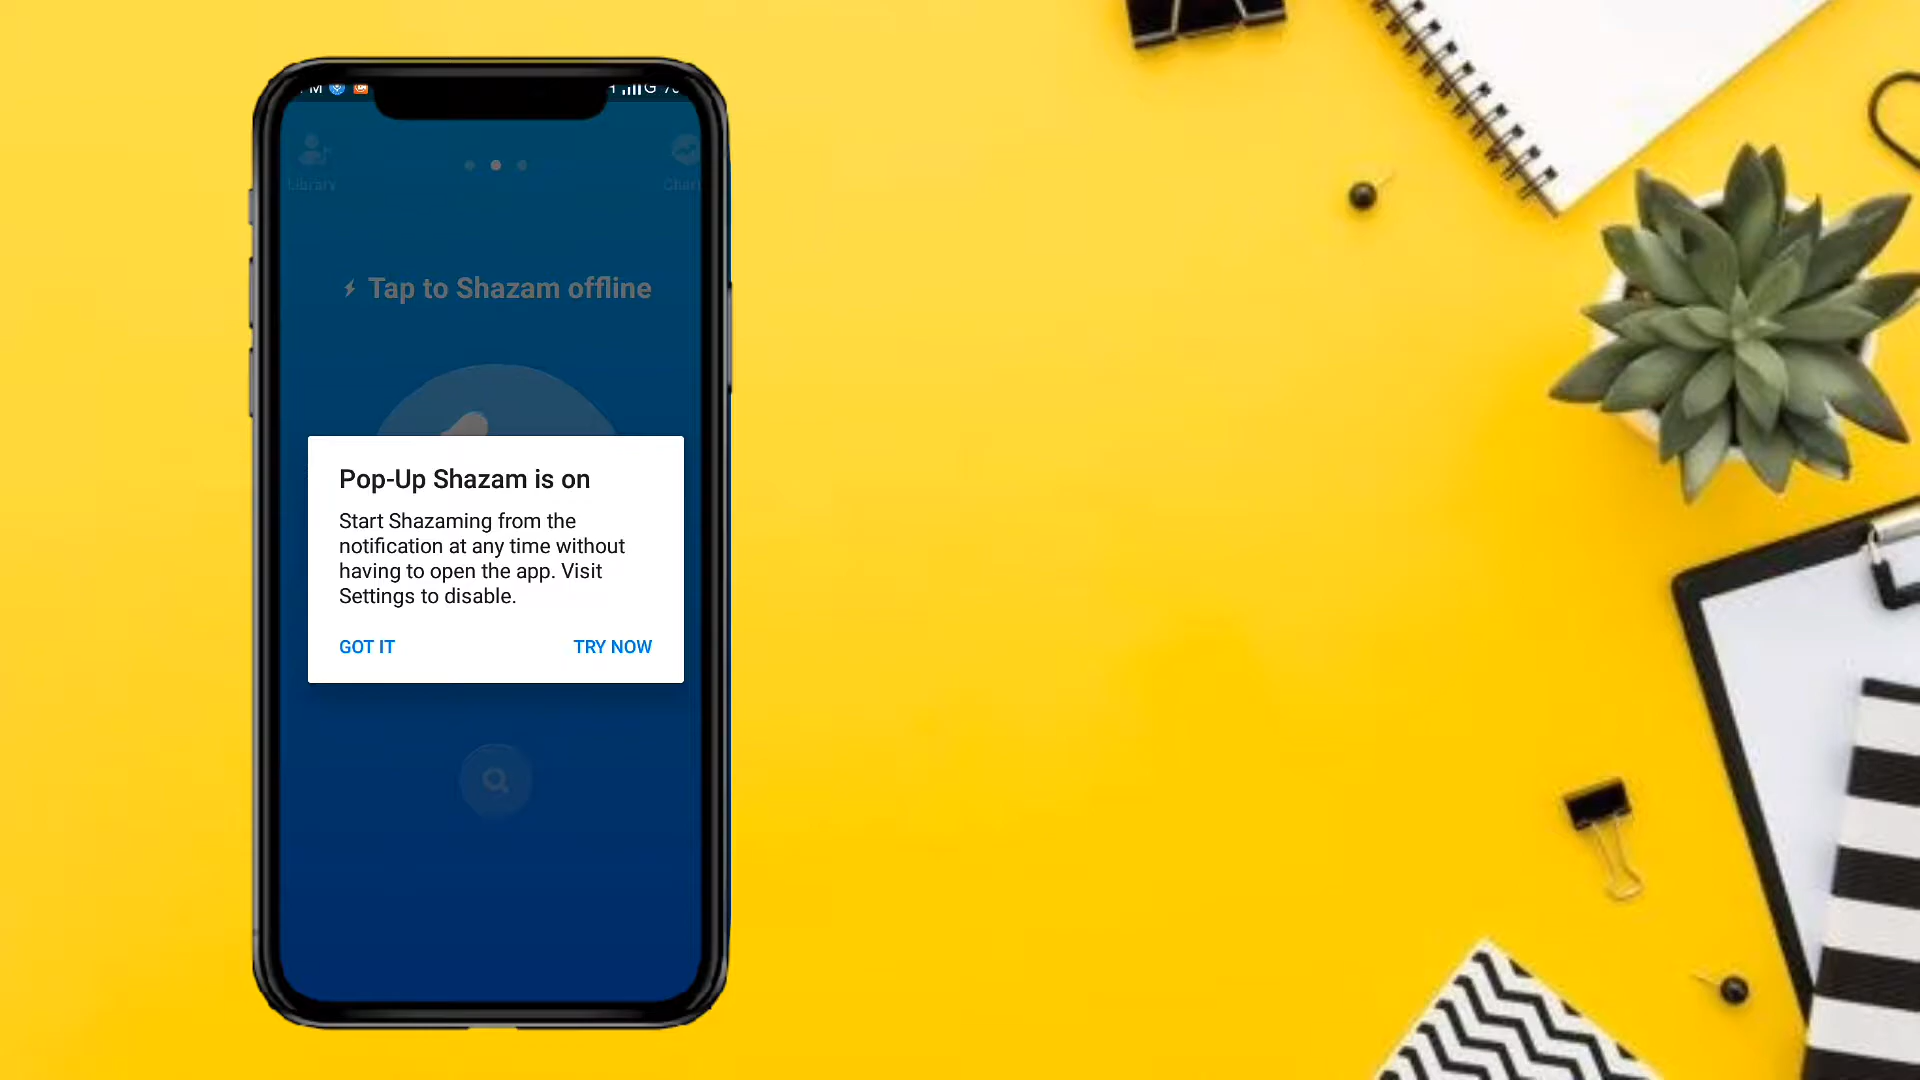 Library
Tap to Shazam offline
Pop-Up Shazam is on
Start Shazaming from the
notification at any time without
having to open the app. Visit
Settings to disable.
GOT IT
TRY NOW